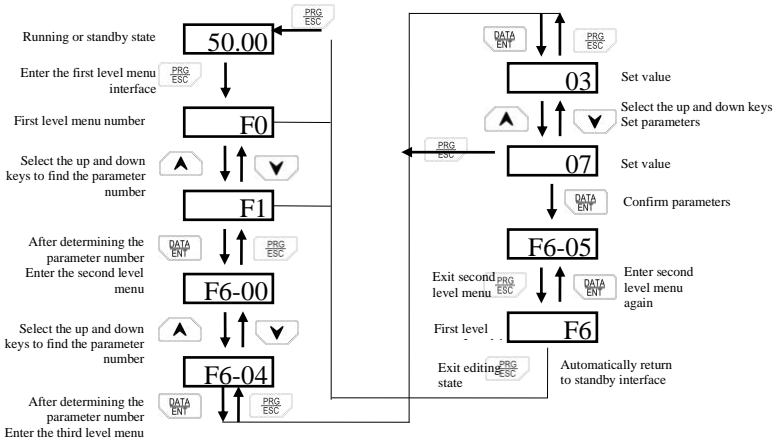 PRG
ESC
Running or standby state
50.00
Enter the first level menu
interface
PRG
ESC
First level menu number
F0
Select the up and down
keys to find the parameter
number
F1
After determining the
parameter number
Enter the second level
menu
DATA
ENT
PRG
ESC
F6-00
Select the up and down
keys to find the parameter
number
F6-04
After determining the
parameter number
Enter the third level menu
DATA
ENT
PRG
ESC
DATA
ENT
PRG
ESC
03
Set value
Select the up and down keys
Set parameters
PRG
ESC
07
Set value
DATA
ENT
Confirm parameters
F6-05
Exit second
level menu
PRG
ESC
DATA
ENT
Enter second
level menu
again
First level
F6
Exit editing
state
PRG
ESC
Automatically return
to standby interface